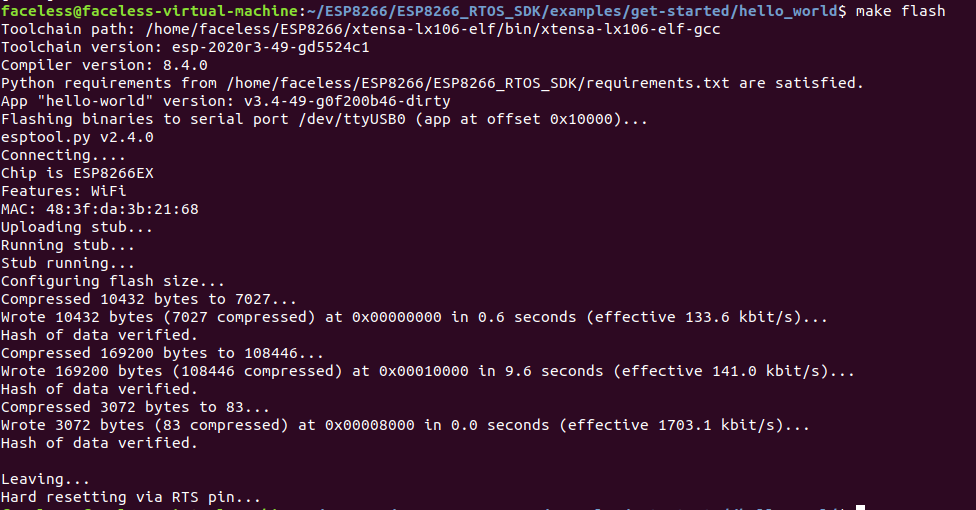 faceless@faceless-virtual-machine:~/ESP8266/ESP8266_RTOS_SDK/examples/get-started/hello_world$ make flash
Toolchain path: /home/faceless/ESP8266/xtensa-lx106-elf/bin/xtensa-lx106-elf-gcc
Toolchain version: esp-2020r3-49-gd5524c1
Compiler version: 8.4.0
Python requirements from /home/faceless/ESP8266/ESP8266_RTOS_SDK/requirements.txt are satisfied.
App "hello-world" version: v3.4-49-g0f200b46-dirty
Flashing binaries to serial port /dev/ttyUSB0 (app at offset 0x10000)...
esptool.py v2.4.0
Connecting....
Chip is ESP8266EX
Features: WiFi
MAC: 48:3f:da:3b:21:68
Uploading stub...
Running stub...
Stub running...
Configuring flash size...
Compressed 10432 bytes to 7027...
Wrote 10432 bytes (7027 compressed) at 0x00000000 in 0.6 seconds (effective 133.6 kbit/s)...
Hash of data verified.
Compressed 169200 bytes to 108446...
Wrote 169200 bytes (108446 compressed) at 0x00010000 in 9.6 seconds (effective 141.0 kbit/s)...
Hash of data verified.
Compressed 3072 bytes to 83...
Wrote 3072 bytes (83 compressed) at 0x00008000 in 0.0 seconds (effective 1703.1 kbit/s)...
Hash of data verified.
Leaving...
Hard resetting via RTS pin...